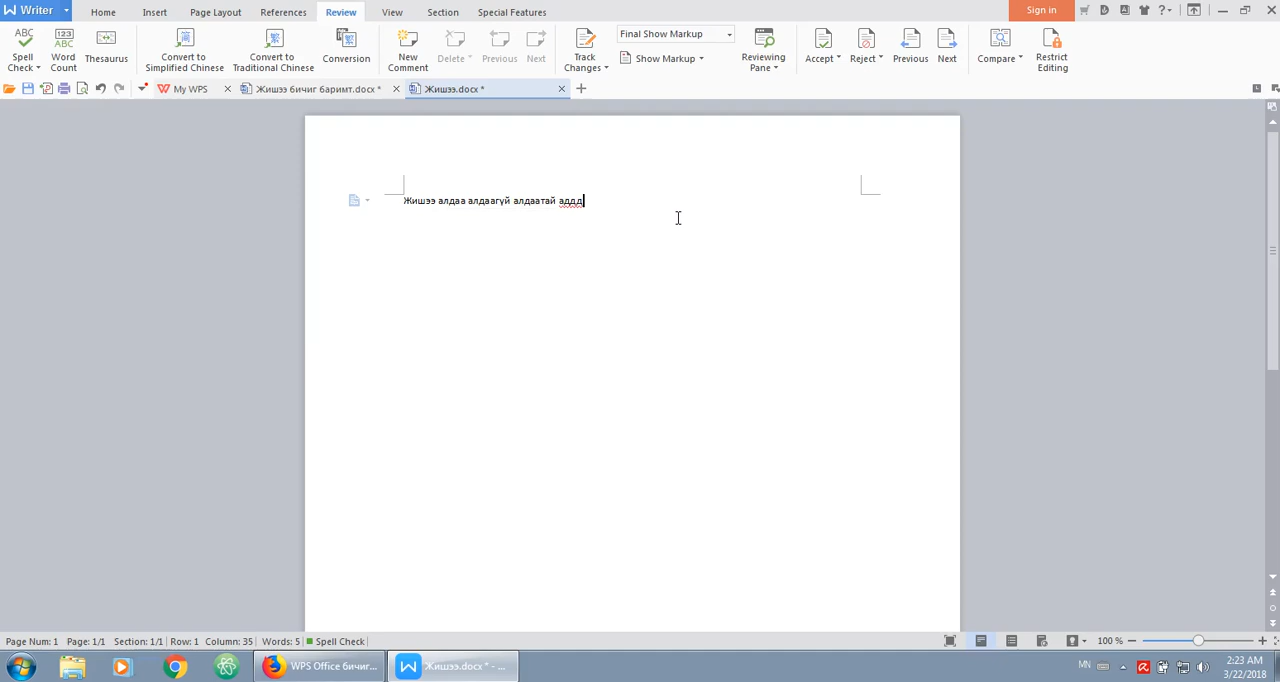 Writer
Home Insert Page Layout References Review View Section Special Features Sign in
ABC 123 ABC
Spell Check Word Count Thesaurus Convert to Simplified Chinese Convert to Traditional Chinese Conversion New Comment Delete Previous Next Track Changes Final Show Markup Show Markup Reviewing Pane Accept Reject Previous Next Compare Restrict Editing
My WPS Жишээ бичиг баримт.docx * Жишээ.docx *
Жишээ алдаа алдаагүй алдаатай аддд
Page Num: 1 Page: 1/1 Section: 1/1 Row: 1 Column: 35 Words: 5 Spell Check 100 %
WPS Office бичиг... Жишээ.docx * - ... MN 2:23 AM
3/22/2018